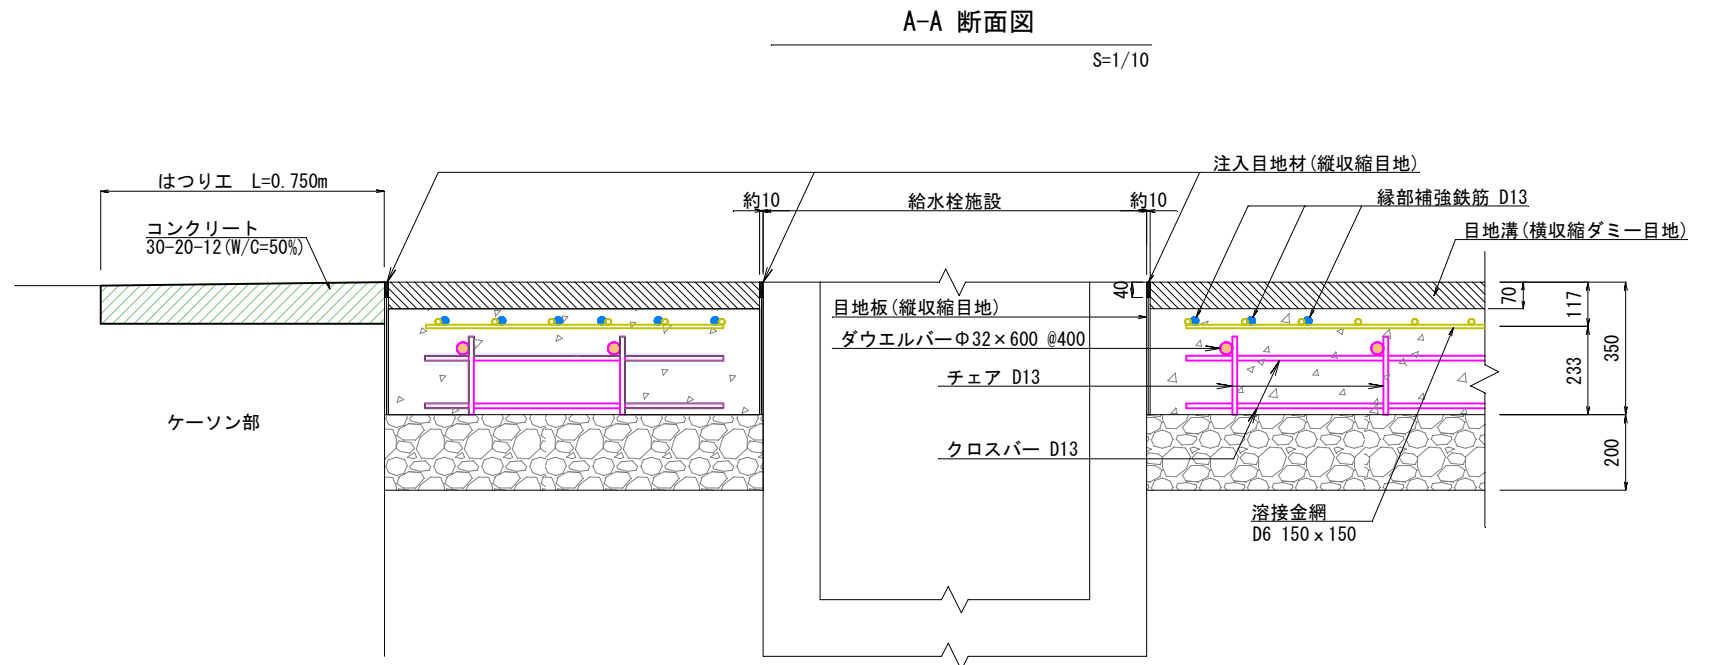 A-A 断面図
S=1/10
注入目地材(縦収縮目地)
はつり工 L=0.750m
約10
給水栓施設
約10
縁部補強鉄筋 D13
コンクリート
30-20-12(W/C=50%)
目地溝(横収縮ダミー目地)
40
70
117
目地板(縦収縮目地)
ダウエルバーΦ32×600 @400
350
233
チェア D13
ケーソン部
クロスバー D13
200
溶接金網
D6 150×150